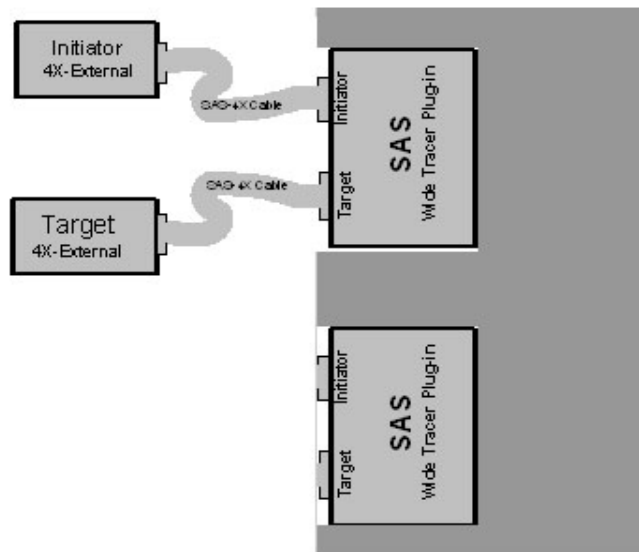 Initiator
4X-External
SAS-4X Cable
Initiator
SAS
Wide Tracer Plug-in
Target
SAS-4X Cable
Target
4X-External
Initiator
SAS
Wide Tracer Plug-in
Target